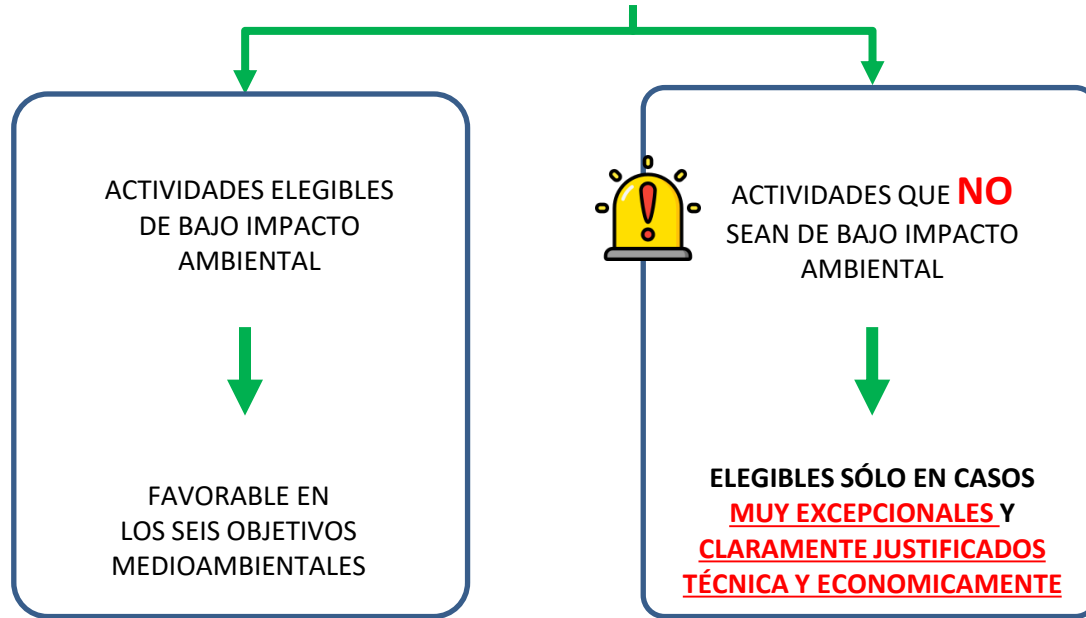 ACTIVIDADES ELEGIBLES
DE BAJO IMPACTO
AMBIENTAL
FAVORABLE EN
LOS SEIS OBJETIVOS
MEDIOAMBIENTALES
ACTIVIDADES QUE NO
SEAN DE BAJO IMPACTO
AMBIENTAL
ELEGIBLES SÓLO EN CASOS
MUY EXCEPCIONALES Y
CLARAMENTE JUSTIFICADOS
TÉCNICA Y ECONOMICAMENTE